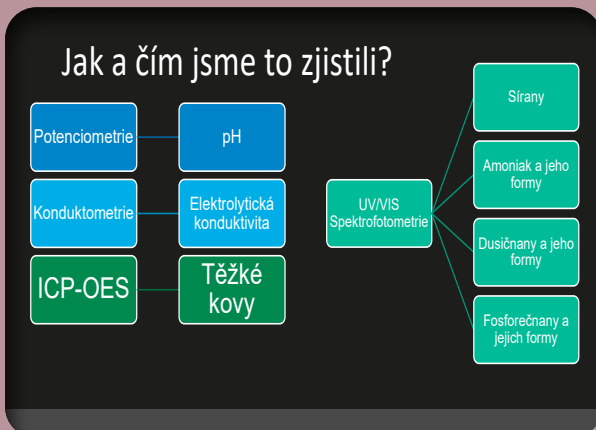 Jak a čím jsme to zjistili?
Potenciometrie
pH
Konduktometrie
Elektrolytická
konduktivita
ICP-OES
Těžké
kovy
UV/VIS
Spektrofotometrie
Sírany
Amoniak a jeho
formy
Dusičnany a jeho
formy
Fosforečnany a
jejich formy